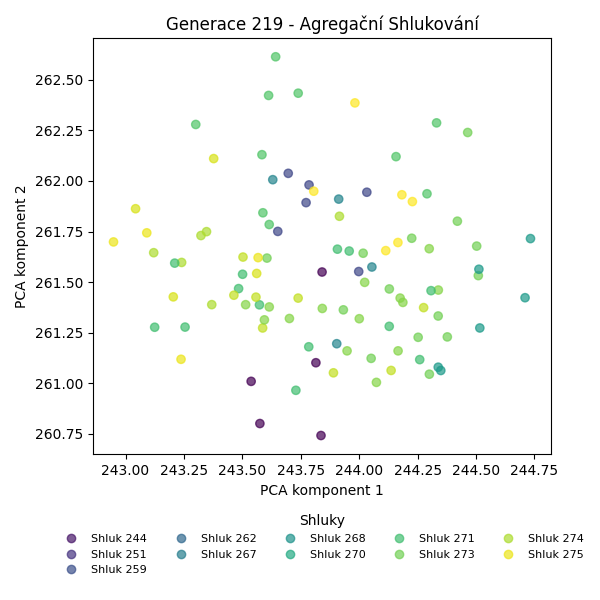 Generace 219 - Agregační Shlukování
PCA komponent 2
262.50
262.25
262.00
261.75
261.50
261.25
261.00
260.75
243.00 243.25 243.50 243.75 244.00 244.25 244.50 244.75
PCA komponent 1
Shluky
Shluk 244 Shluk 262 Shluk 268 Shluk 271 Shluk 274
Shluk 251 Shluk 267 Shluk 270 Shluk 273 Shluk 275
Shluk 259